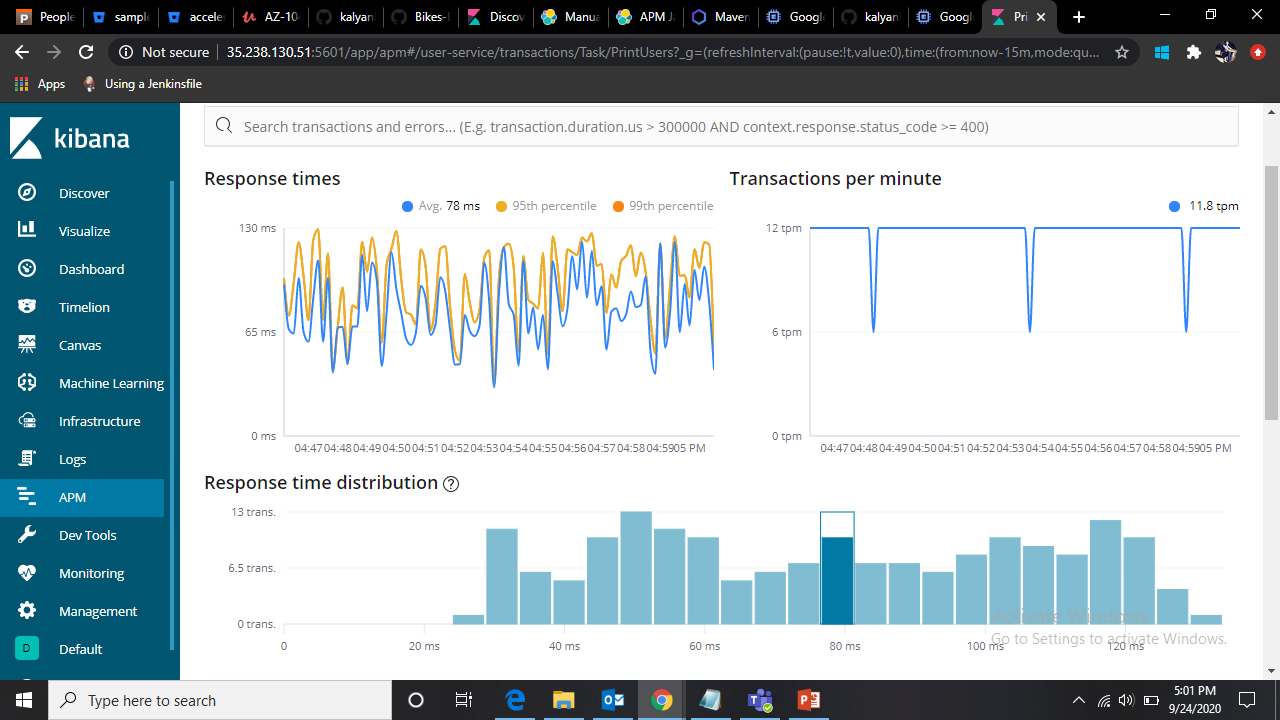 People
sample
acceler
AZ-10
kalyani
Bikes-B
Discov
Manua
APM Ja
Maven
Google
kalyani
Google
Pri
Not secure
35.238.130.51:5601/app/apm#/user-service/transactions/Task/PrintUsers?_g=(refreshInterval:(pause:!t,value:0),time:(from:now-15m,mode:qu...
Apps
Using a Jenkinsfile
kibana
Discover
Visualize
Dashboard
Timelion
Canvas
Machine Learning
Infrastructure
Logs
APM
Dev Tools
Monitoring
Management
D Default
Search transactions and errors... (E.g. transaction.duration.us > 300000 AND context.response.status_code >= 400)
Response times
Avg. 78 ms
95th percentile
99th percentile
130 ms
65 ms
0 ms
04:47 04:48 04:49 04:50 04:51 04:52 04:53 04:54 04:55 04:56 04:57 04:58 04:59 05 PM
Transactions per minute
11.8 tpm
12 tpm
6 tpm
0 tpm
04:47 04:48 04:49 04:50 04:51 04:52 04:53 04:54 04:55 04:56 04:57 04:58 04:59 05 PM
Response time distribution ?
13 trans.
6.5 trans.
0 trans.
0 20 ms 40 ms 60 ms 80 ms 100 ms 120 ms
Activate Windows
Go to Settings to activate Windows.
Type here to search
5:01 PM
9/24/2020